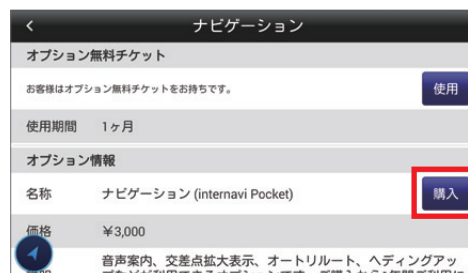 ナビゲーション
オプション無料チケット
お客様はオプション無料チケットをお持ちです。
使用
使用期間 1ヶ月
オプション情報
名称 ナビゲーション (internavi Pocket)
購入
価格 ¥3,000
音声案内、交差点拡大表示、オートリルート、ヘディングアッ